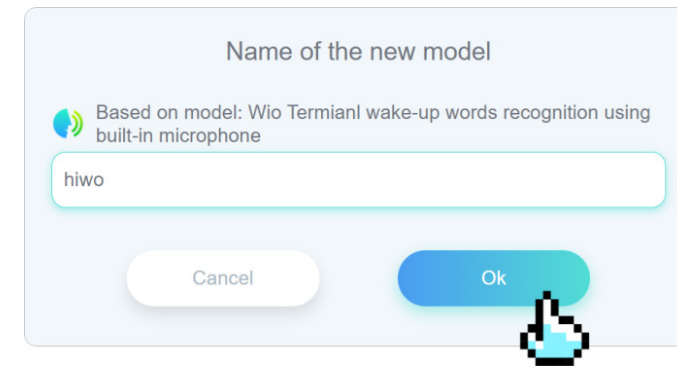 Name of the new model
Based on model: Wio Termianl wake-up words recognition using
built-in microphone
hiwo
Cancel
Ok